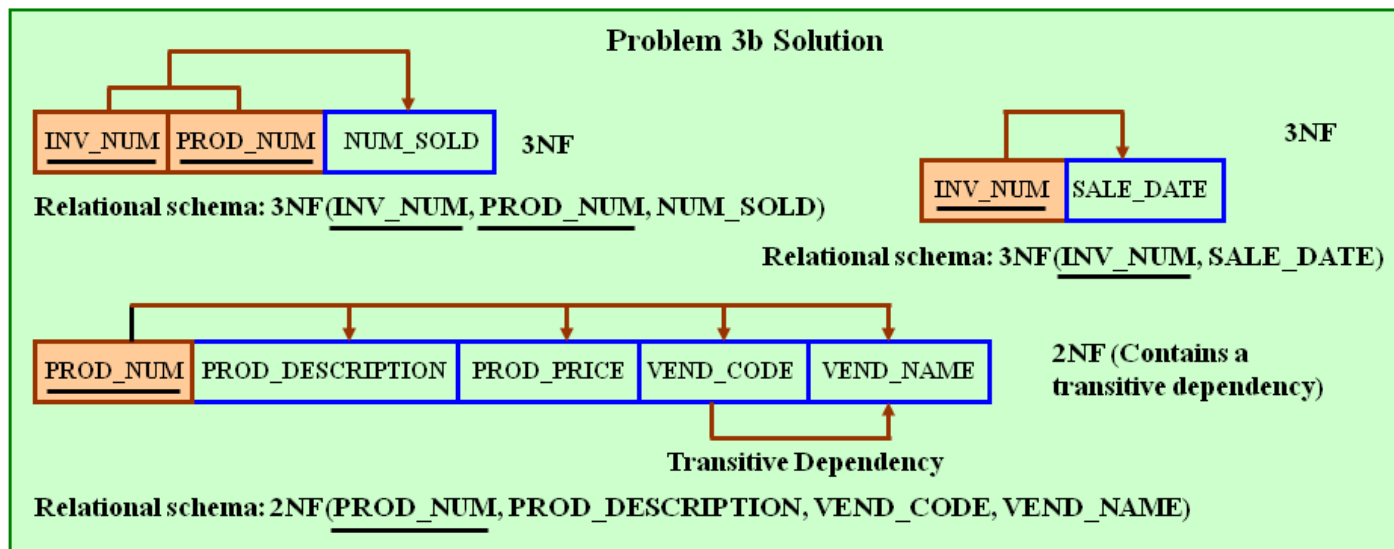 Problem 3b Solution
INV_NUM PROD_NUM NUM_SOLD 3NF
Relational schema: 3NF(INV_NUM, PROD_NUM, NUM_SOLD)
3NF
INV_NUM SALE_DATE
Relational schema: 3NF(INV_NUM, SALE_DATE)
PROD_NUM PROD_DESCRIPTION PROD_PRICE VEND_CODE VEND_NAME
2NF (Contains a
transitive dependency)
Transitive Dependency
Relational schema: 2NF(PROD_NUM, PROD_DESCRIPTION, VEND_CODE, VEND_NAME)